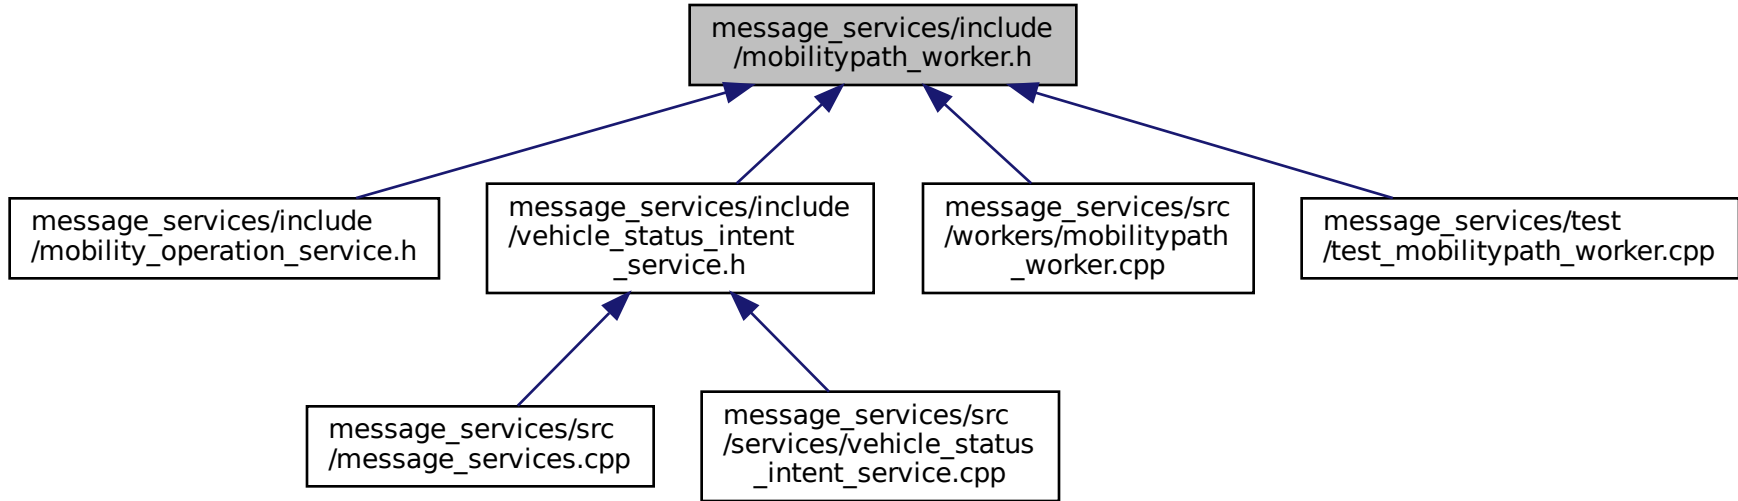 message_services/include
/mobilitypath_worker.h
message_services/include
/mobility_operation_service.h
message_services/include
/vehicle_status_intent
_service.h
message_services/src
/workers/mobilitypath
_worker.cpp
message_services/test
/test_mobilitypath_worker.cpp
message_services/src
/message_services.cpp
message_services/src
/services/vehicle_status
_intent_service.cpp